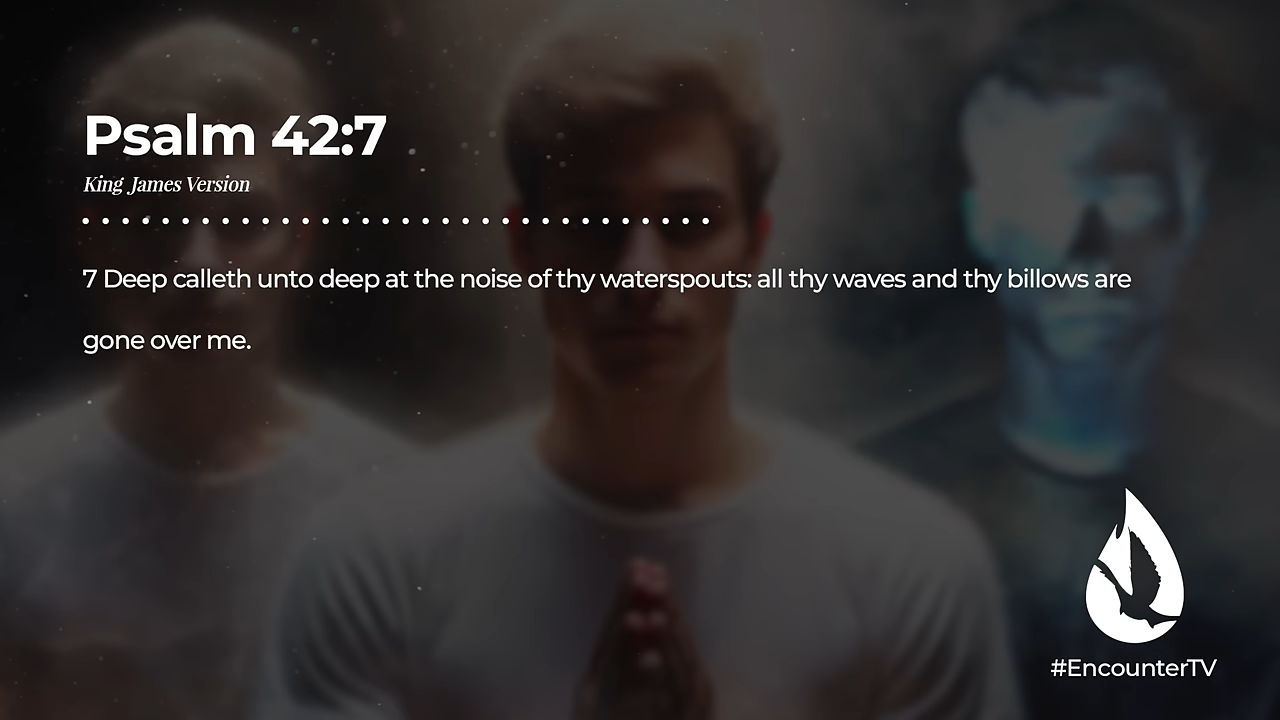 Psalm 42:7
King James Version
7 Deep calleth unto deep at the noise of thy waterspouts: all thy waves and thy billows are
gone over me.
#EncounterTV